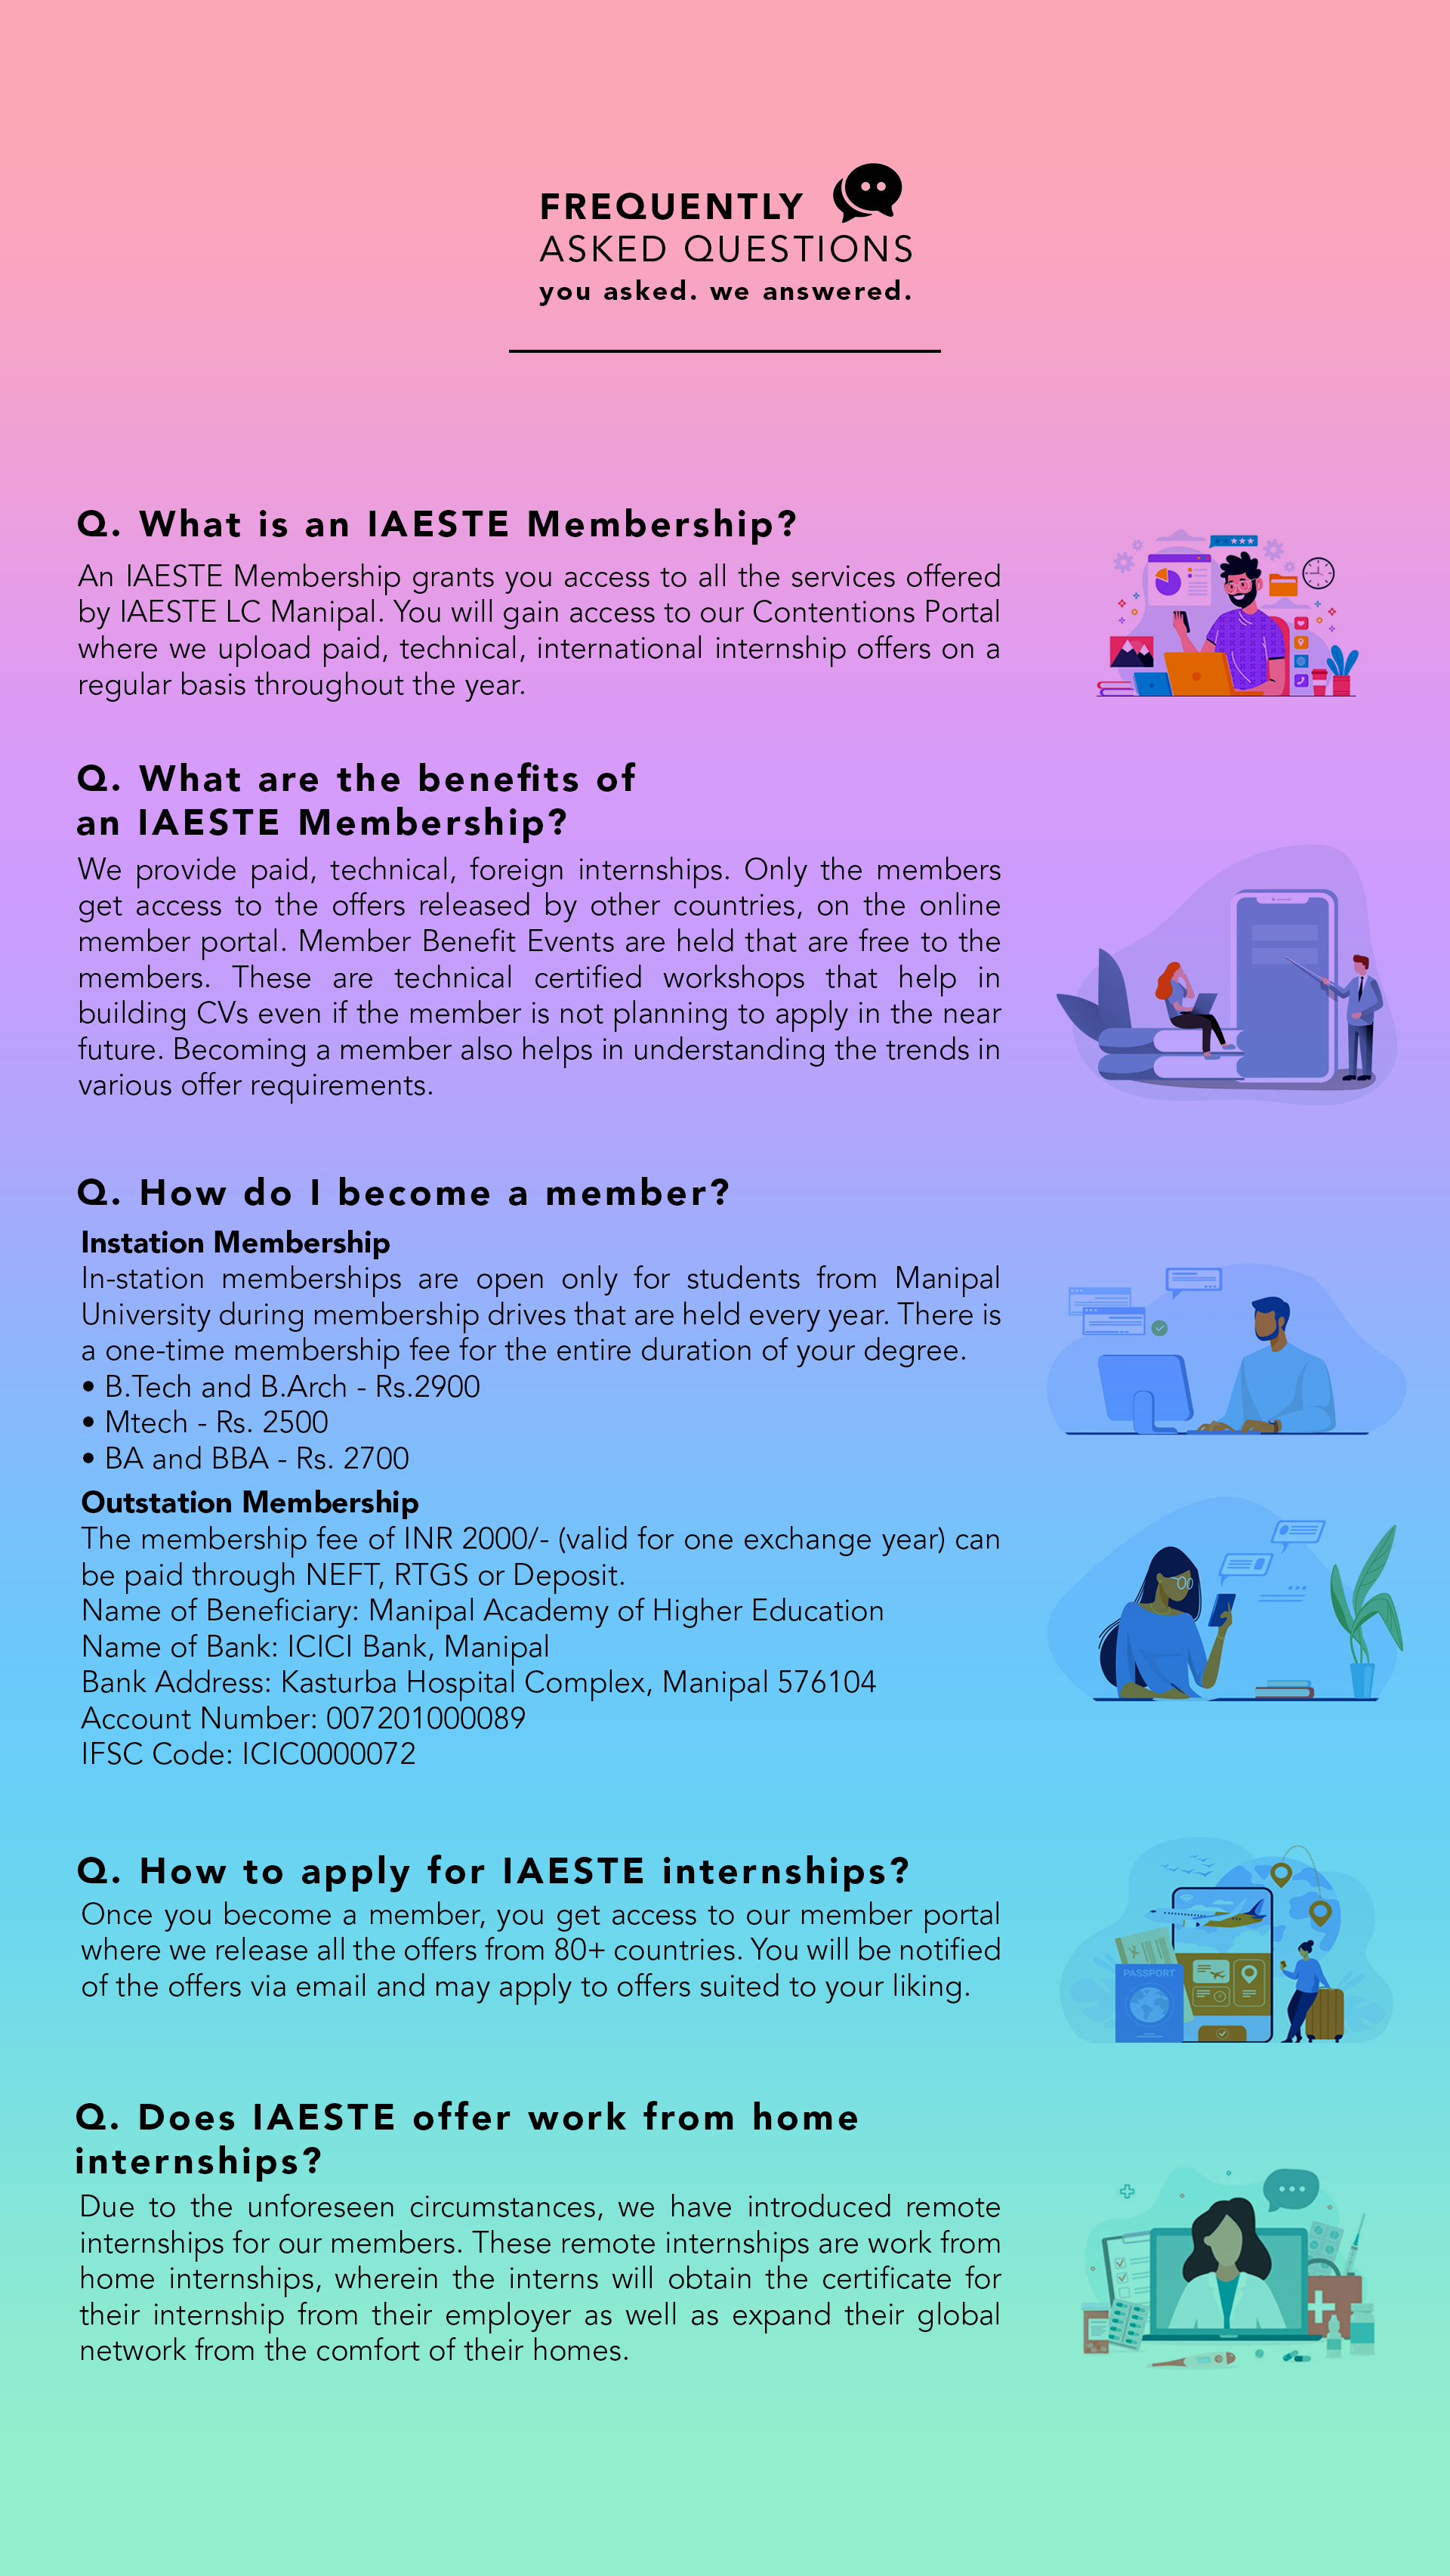 FREQUENTLY
ASKED QUESTIONS
you asked. we answered.
Q. What is an IAESTE Membership?
An IAESTE Membership grants you access to all the services offered
by IAESTE LC Manipal. You will gain access to our Contentions Portal
where we upload paid, technical, international internship offers on a
regular basis throughout the year.
Q. What are the benefits of
an IAESTE Membership?
We provide paid, technical, foreign internships. Only the members
get access to the offers released by other countries, on the online
member portal. Member Benefit Events are held that are free to the
members. These are technical certified workshops that help in
building CVs even if the member is not planning to apply in the near
future. Becoming a member also helps in understanding the trends in
various offer requirements.
Q. How do I become a member?
Instation Membership
In-station memberships are open only for students from Manipal
University during membership drives that are held every year. There is
a one-time membership fee for the entire duration of your degree.
• B.Tech and B.Arch - Rs.2900
• Mtech - Rs. 2500
• BA and BBA - Rs. 2700
Outstation Membership
The membership fee of INR 2000/- (valid for one exchange year) can
be paid through NEFT, RTGS or Deposit.
Name of Beneficiary: Manipal Academy of Higher Education
Name of Bank: ICICI Bank, Manipal
Bank Address: Kasturba Hospital Complex, Manipal 576104
Account Number: 007201000089
IFSC Code: ICIC0000072
Q. How to apply for IAESTE internships?
Once you become a member, you get access to our member portal
where we release all the offers from 80+ countries. You will be notified
of the offers via email and may apply to offers suited to your liking.
PASSPORT
Q. Does IAESTE offer work from home
internships?
Due to the unforeseen circumstances, we have introduced remote
internships for our members. These remote internships are work from
home internships, wherein the interns will obtain the certificate for
their internship from their employer as well as expand their global
network from the comfort of their homes.